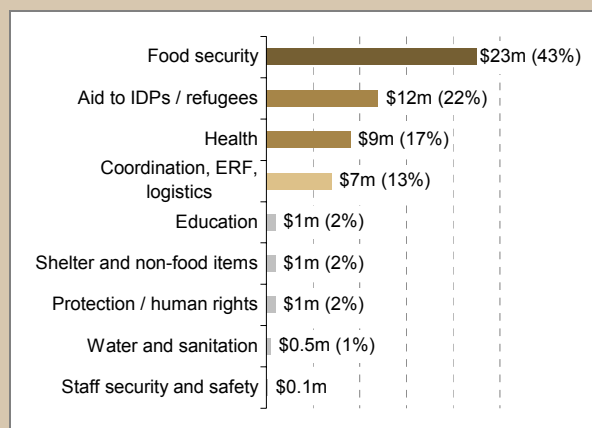 Food security $23m (43%)
Aid to IDPs / refugees $12m (22%)
Health $9m (17%)
Coordination, ERF,
logistics $7m (13%)
Education $1m (2%)
Shelter and non-food items $1m (2%)
Protection / human rights $1m (2%)
Water and sanitation $0.5m (1%)
Staff security and safety $0.1m